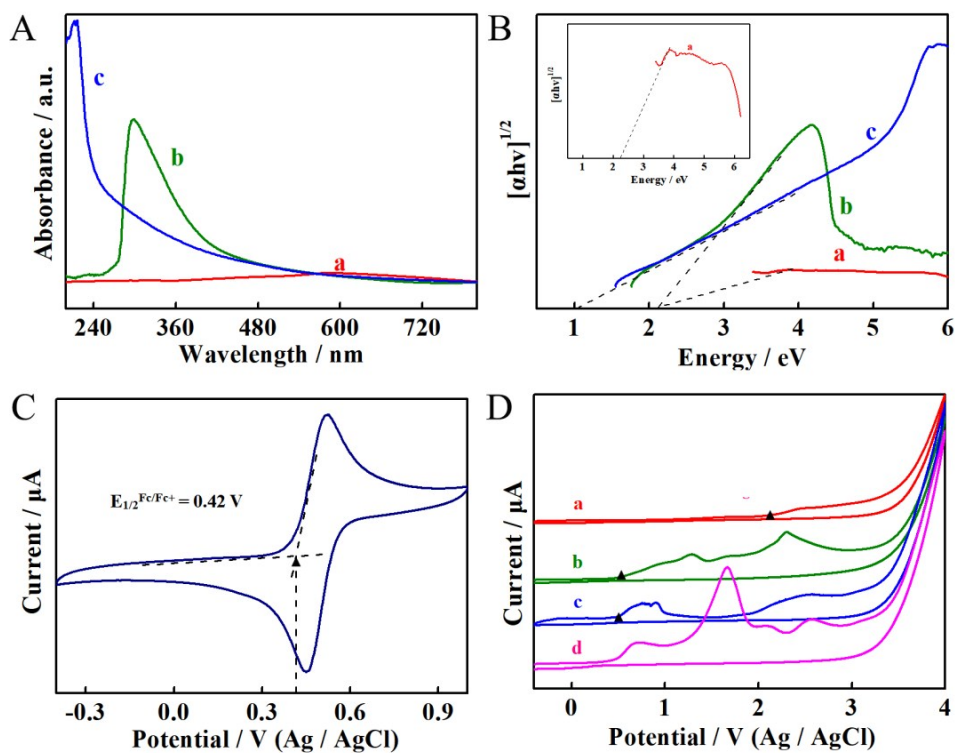 A
c
b
a
Absorbance / a.u.
240 360 480 600 720
Wavelength / nm
B
a
[αhv]1/2
1 2 3 4 5 6
Energy / eV
c
b
a
[αhv]1/2
1 2 3 4 5 6
Energy / eV
C
E1/2Fc/Fc+ = 0.42 V
Current / μA
-0.3 0.0 0.3 0.6 0.9
Potential / V (Ag / AgCl)
D
a
b
c
d
Current / μA
0 1 2 3 4
Potential / V (Ag / AgCl)